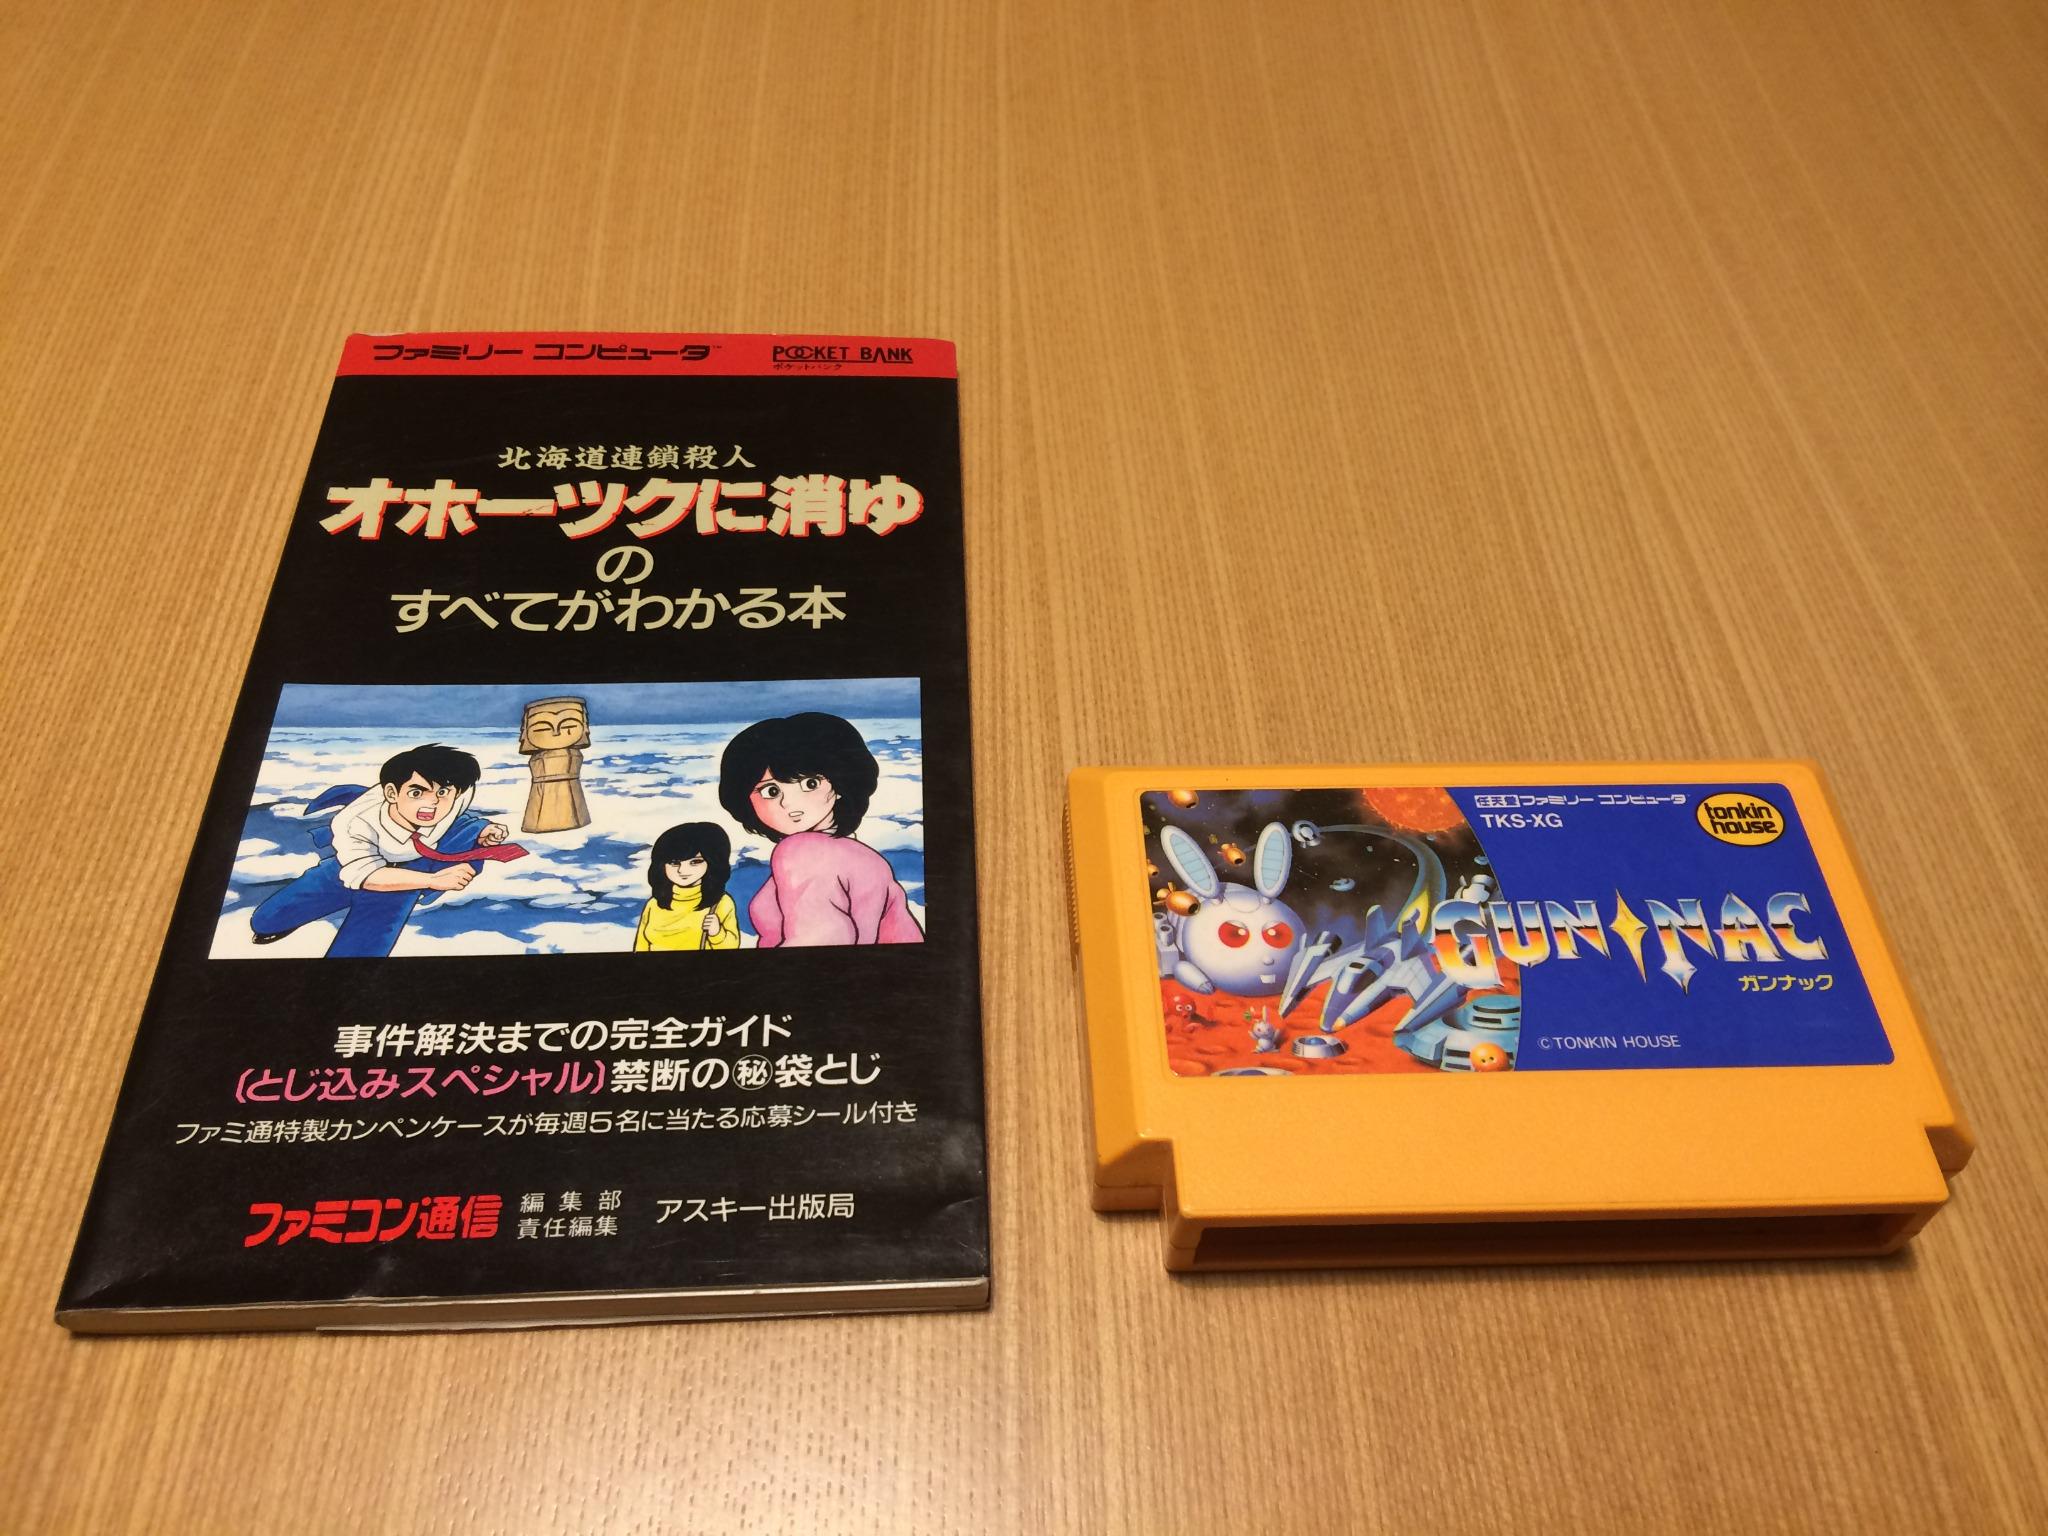 ファミリー コンピュータ™
POCKET BANK
ポケットバンク
北海道連鎖殺人
オホーツクに消ゆ
の
すべてがわかる本
事件解決までの完全ガイド
(とじ込みスペシャル)禁断の㊙袋とじ
ファミ通特製カンペンケースが毎週5名に当たる応募シール付き
ファミコン通信
編集部
責任編集
アスキー出版局
任天堂ファミリー コンピュータ™
TKS-XG
tonkin
house
GUN NAC
ガンナック
©TONKIN HOUSE